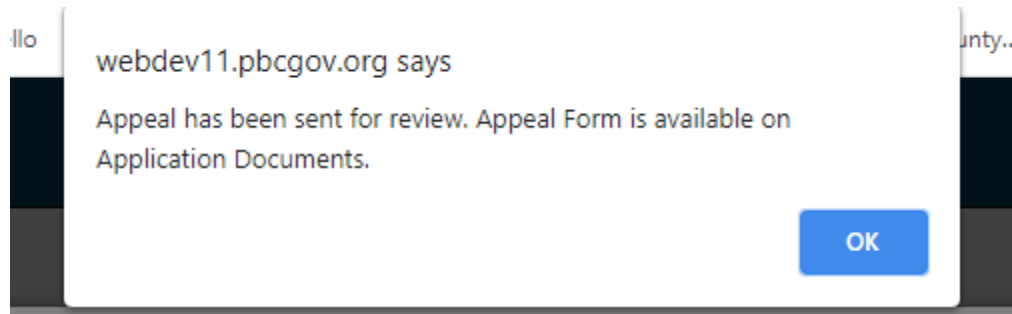 webdev11.pbcgov.org says
Appeal has been sent for review. Appeal Form is available on
Application Documents.
OK